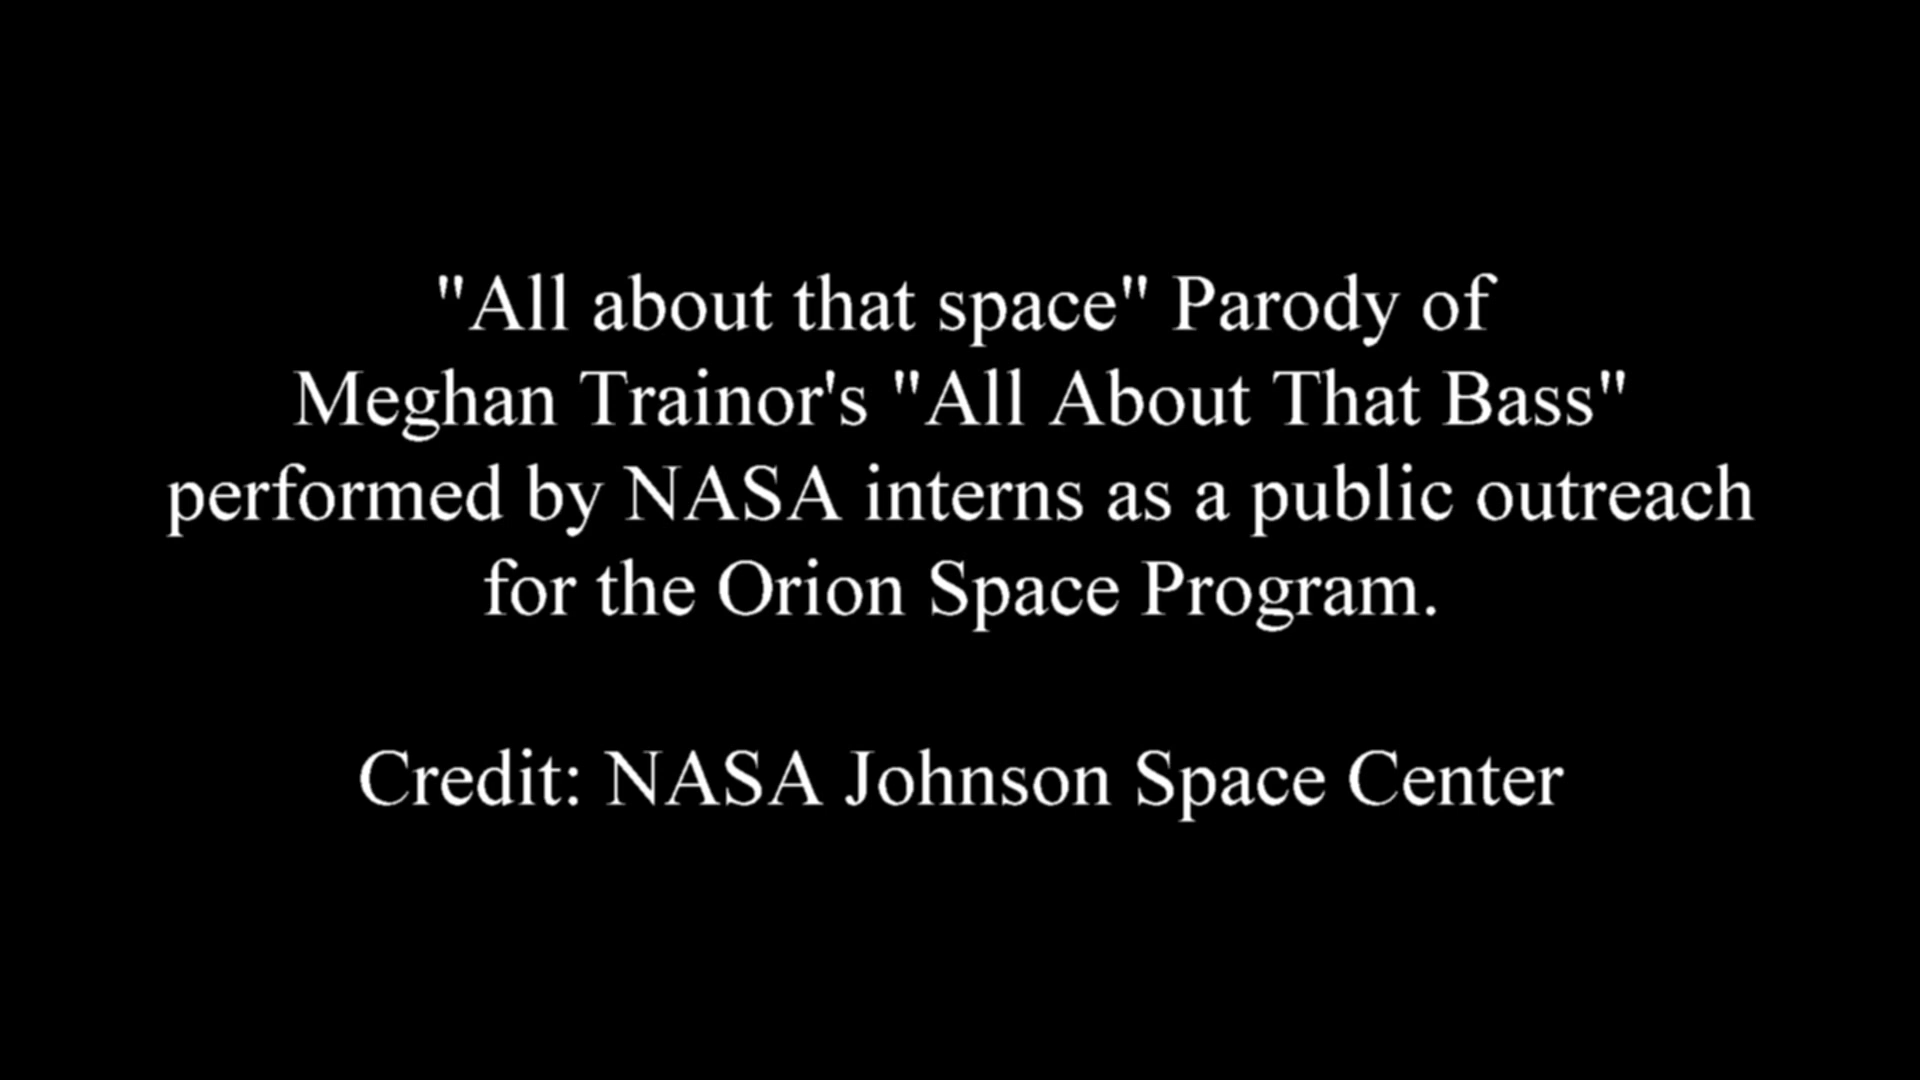 "All about that space" Parody of
Meghan Trainor's "All About That Bass"
performed by NASA interns as a public outreach
for the Orion Space Program.
Credit: NASA Johnson Space Center